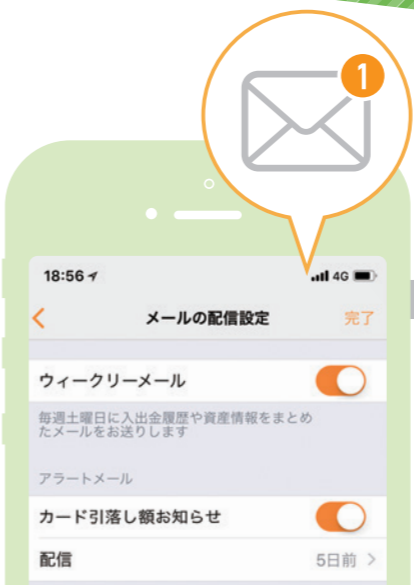 1
18:56
4G
メールの配信設定
完了
ウィークリーメール
毎週土曜日に入出金履歴や資産情報をまとめ
たメールをお送りします
アラートメール
カード引落し額お知らせ
配信
5日前